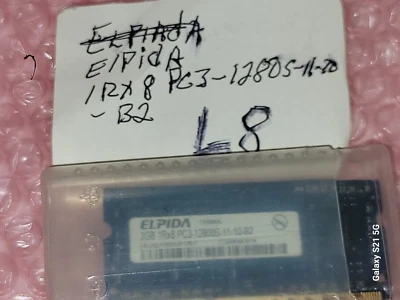 ELPIDA
ElPidA
1RX8 PC3-12805-11-10
-B2
L8
ELPIDA
2GB 1Rx8 PC3-12800S-11-10-B2
Galaxy S21 5G